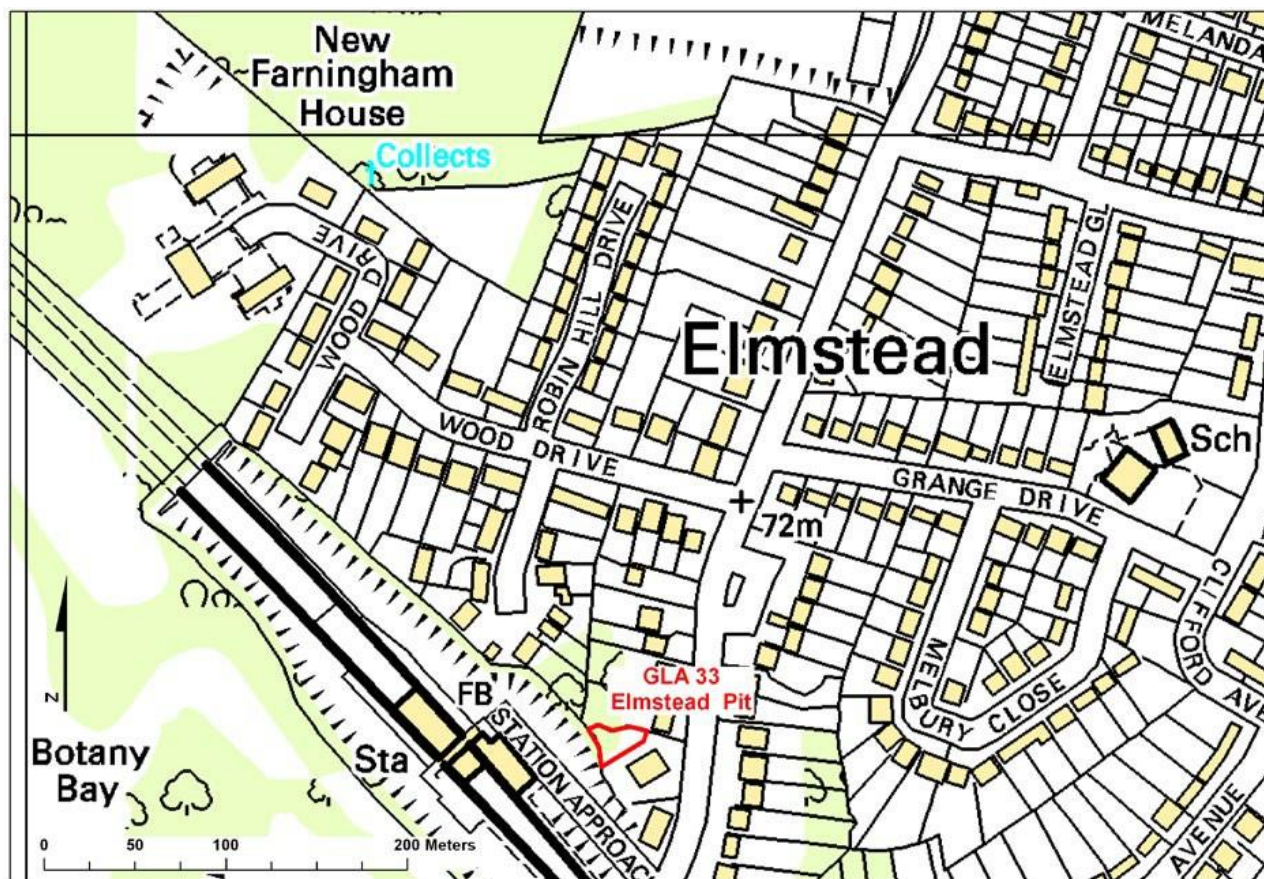 New
Farningham
House
MELANDA
Collects
WOOD DRIVE
ROBIN HILL DRIVE
ELMSTEAD GL
Elmstead
WOOD DRIVE
Sch
GRANGE DRIVE
72m
CLIFFORD AVE
MELBURY CLOSE
GLA 33
Elmstead Pit
N
FB
STATION APPROACH
Sta
Botany
Bay
AVENUE
0 50 100 200 Meters